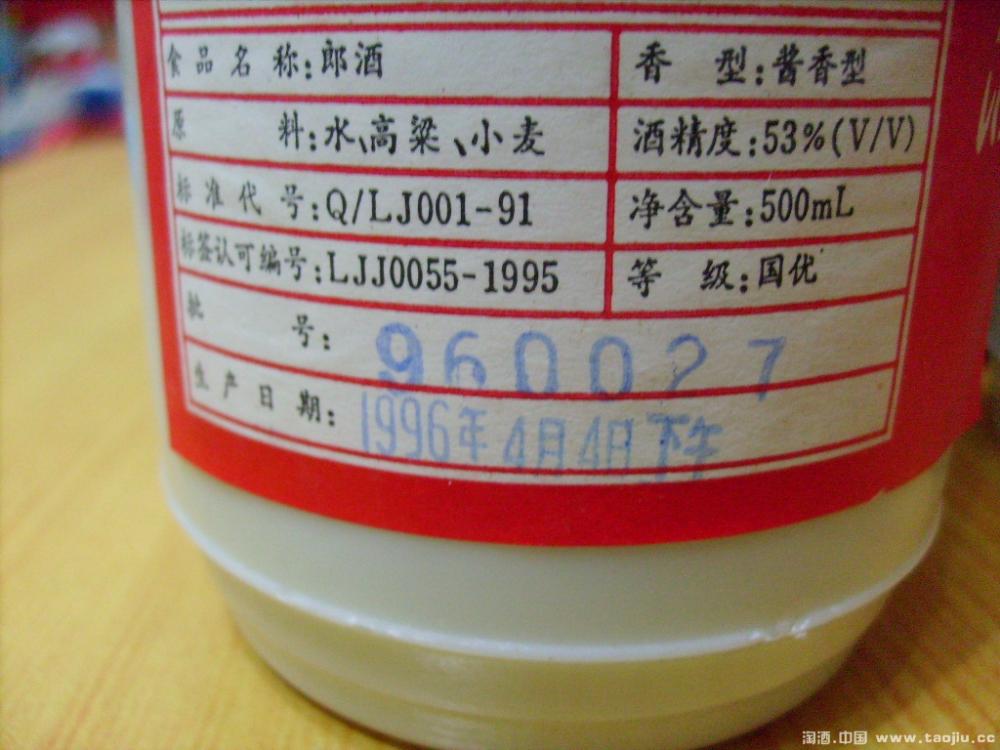 食品名称:郎酒 香型:酱香型
原料:水、高粱、小麦 酒精度:53%(V/V)
标准代号:Q/LJ001-91 净含量:500mL
标签认可编号:LJJ0055-1995 等级:国优
批号:960027
生产日期:1996年4月4日下午
淘酒.中国 www.taojiu.cc